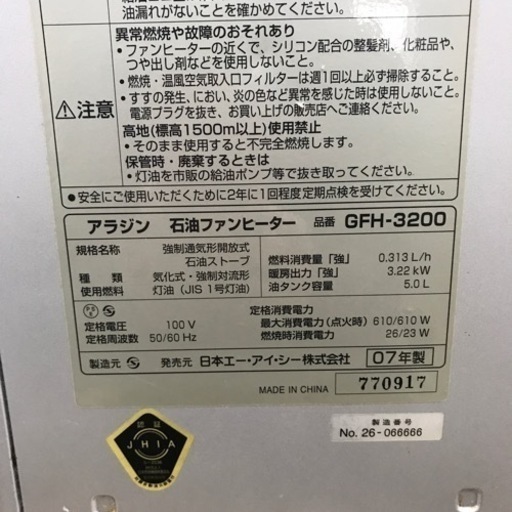 油漏れがないことを確かめてください。
異常燃焼や故障のおそれあり
•ファンヒーターの近くで、シリコン配合の整髪剤、化粧品や、
つや出し剤などを使用しないこと。
•燃焼・温風空気取入口フィルターは週1回以上必ず掃除すること。
•すすの発生、におい、炎の色など異常を感じた時は使用しないで、
電源プラグを抜き、お買い上げの販売店へご連絡ください。
注意
高地(標高1500m以上)使用禁止
•そのまま使用すると不完全燃焼します。
保管時・廃棄するときは
•灯油を市販の給油ポンプ等で抜き取ってください。
•安全にご使用いただくために2年に1回程度定期点検を受けてください。
アラジン 石油ファンヒーター 品番 GFH-3200
規格名称 強制通気形開放式
石油ストーブ
種類 気化式・強制対流形
使用燃料 灯油(JIS 1号灯油)
燃料消費量「強」 0.313 L/h
暖房出力「強」 3.22 kW
油タンク容量 5.0 L
定格電圧 100 V
定格周波数 50/60 Hz
定格消費電力
最大消費電力(点火時) 610/610 W
燃焼時消費電力 26/23 W
製造元 発売元 日本エー・アイ・シー株式会社 07年製
MADE IN CHINA 770917
認証
JHIA
製造番号
No. 26-066666